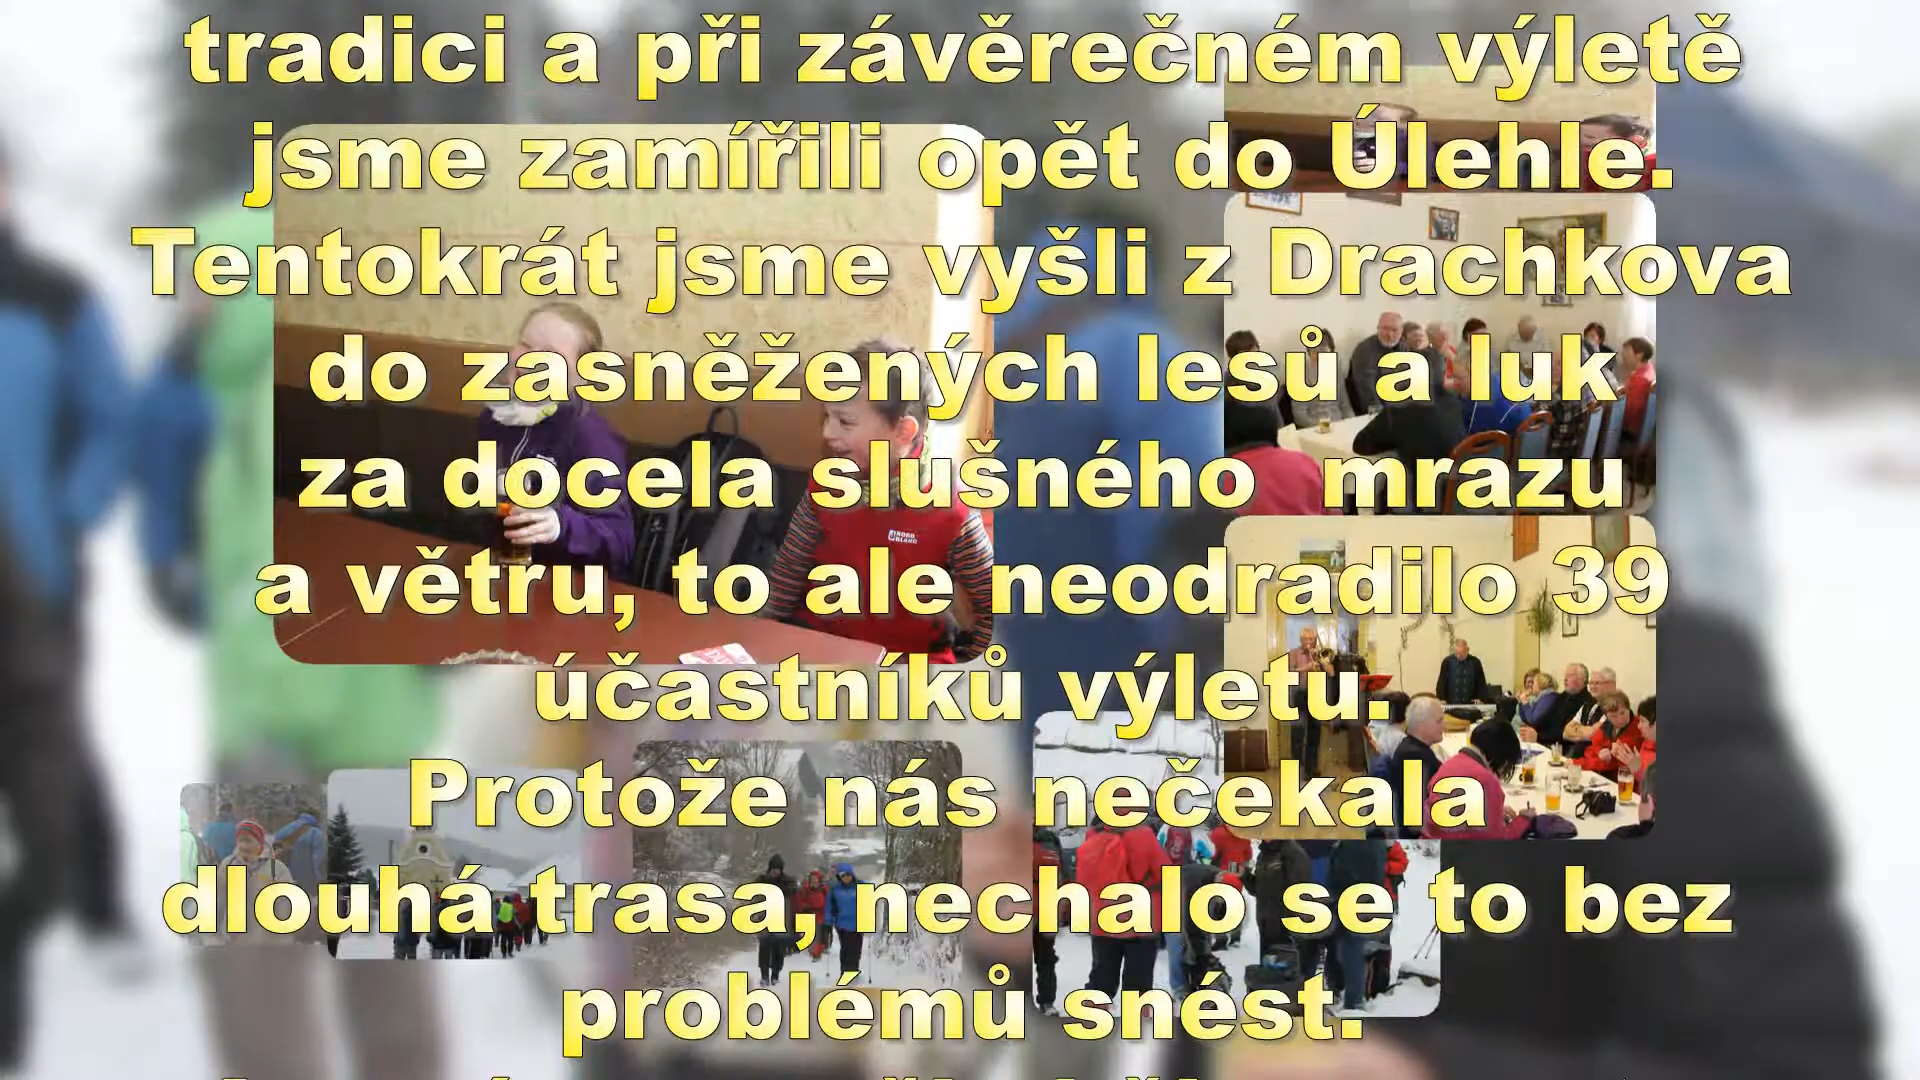 tradici a při závěrečném výletě
jsme zamířili opět do Úlehle.
Tentokrát jsme vyšli z Drachkova
do zasněžených lesů a luk
za docela slušného mrazu
a větru, to ale neodradilo 39
účastníků výletu.
Protože nás nečekala
dlouhá trasa, nechalo se to bez
problémů snést.
NORD
BLANC